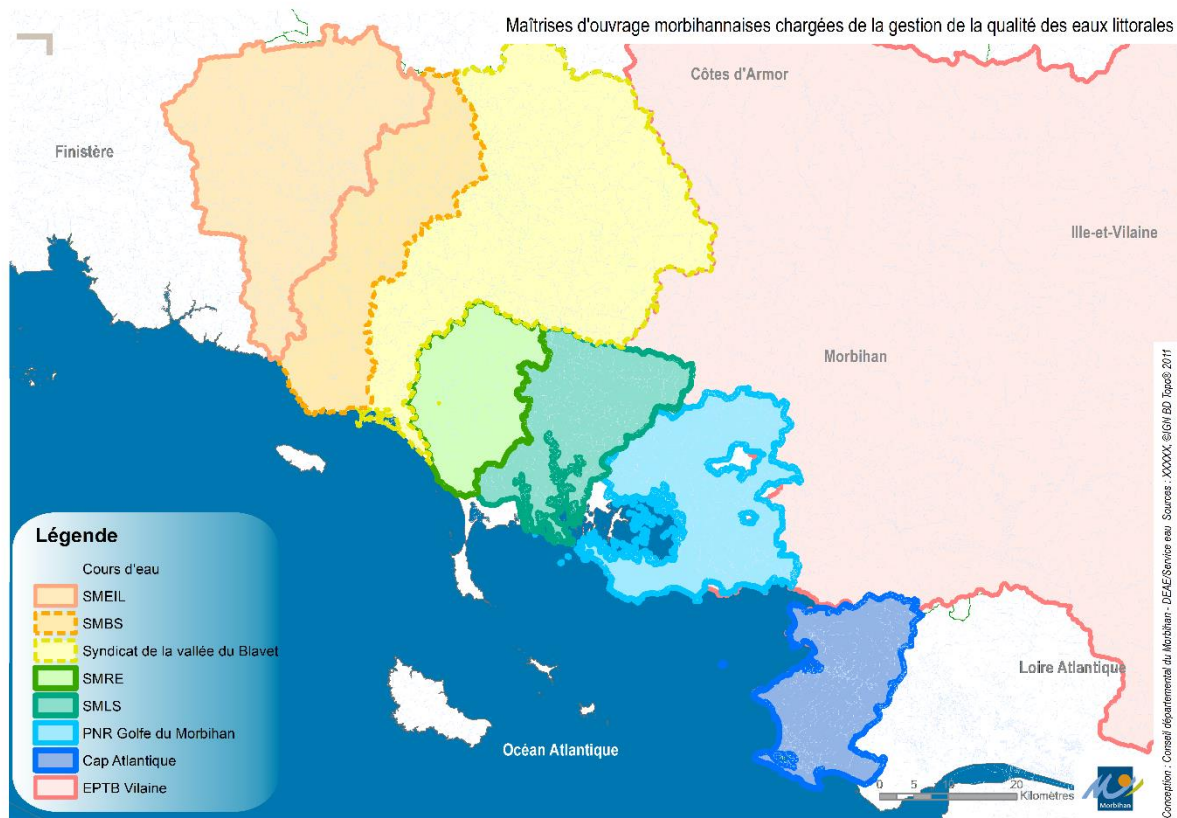 Maîtrises d'ouvrage morbihannaises chargées de la gestion de la qualité des eaux littorales
Côtes d'Armor
Finistère
Ille-et-Vilaine
Morbihan
Loire Atlantique
Océan Atlantique
Légende
Cours d'eau
SMEIL
SMBS
Syndicat de la vallée du Blavet
SMRE
SMLS
PNR Golfe du Morbihan
Cap Atlantique
EPTB Vilaine
0 5 10 20
Kilomètres
Morbihan
Conception : Conseil départemental du Morbihan - DEAE/Service eau Sources : XXXXX, ©IGN BD Topo® 2011